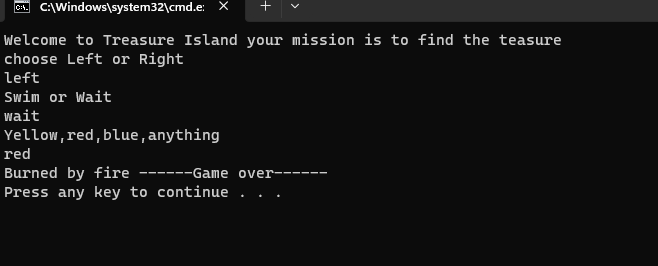 C:\Windows\system32\cmd.e
Welcome to Treasure Island your mission is to find the teasure
choose Left or Right
left
Swim or Wait
wait
Yellow,red,blue,anything
red
Burned by fire ------Game over------
Press any key to continue . . .